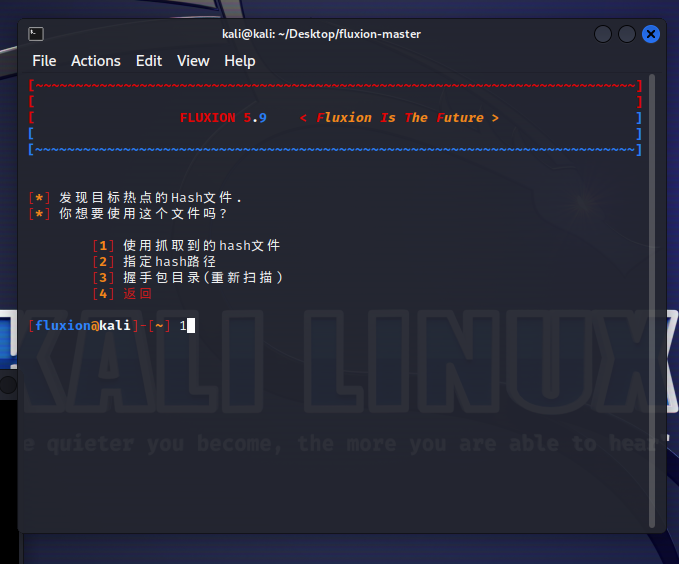 kali@kali: ~/Desktop/fluxion-master
File Actions Edit View Help
[~~~~~~~~~~~~~~~~~~~~~~~~~~~~~~~~~~~~~~~~~~~~~~~~~~~~~~~~~~~~~~~~~~~~~~~~~~~~]
[ ]
[ FLUXION 5.9 < Fluxion Is The Future > ]
[ ]
[~~~~~~~~~~~~~~~~~~~~~~~~~~~~~~~~~~~~~~~~~~~~~~~~~~~~~~~~~~~~~~~~~~~~~~~~~~~~]
[*] 发现目标热点的Hash文件.
[*] 你想要使用这个文件吗?
[1] 使用抓取到的hash文件
[2] 指定hash路径
[3] 握手包目录(重新扫描)
[4] 返回
[fluxion@kali]-[~] 1
KALI LINUX
e quieter you become, the more you are able to hear